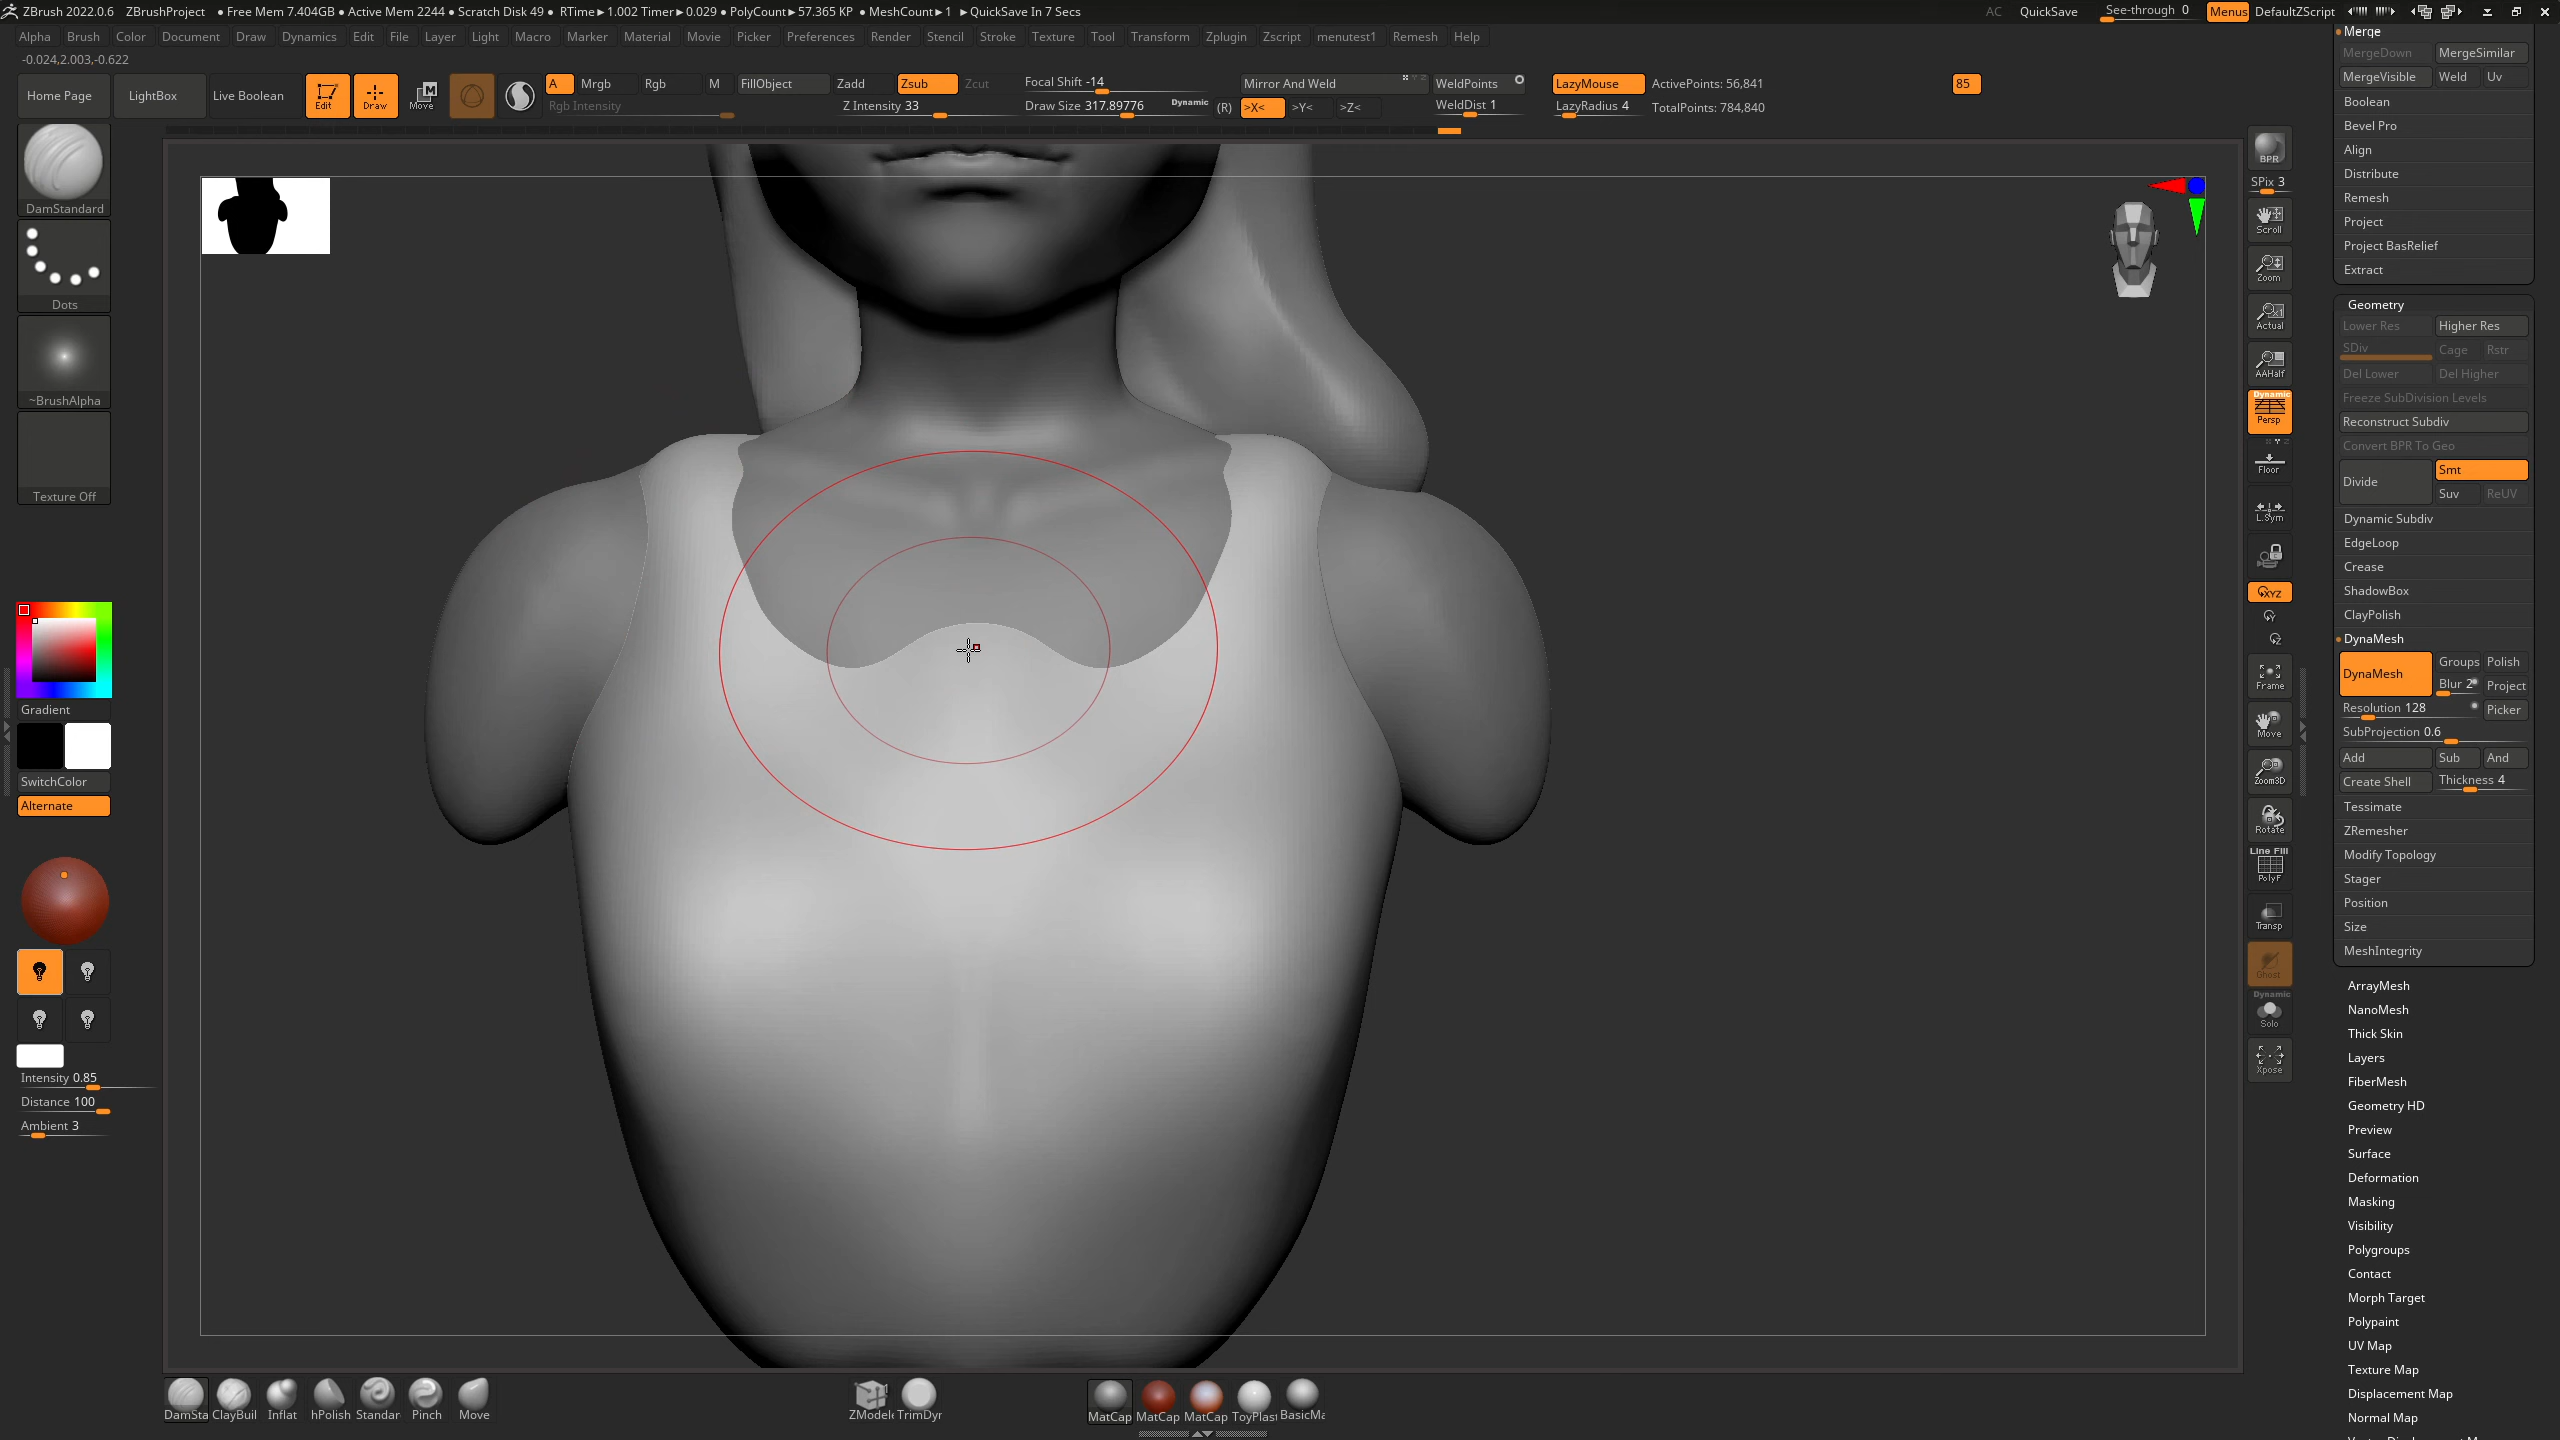 ZBrush 2022.0.6 ZBrushProject ● Free Mem 7.404GB ● Active Mem 2244 ● Scratch Disk 49 ● RTime►1.002 Timer►0.029 ● PolyCount►57.365 KP ● MeshCount►1 ►QuickSave In 7 Secs AC QuickSave See-through 0 Menus DefaultZScript
Alpha Brush Color Document Draw Dynamics Edit File Layer Light Macro Marker Material Movie Picker Preferences Render Stencil Stroke Texture Tool Transform Zplugin Zscript menutest1 Remesh Help
-0.024,2.003,-0.622
Home Page LightBox Live Boolean Edit Draw Move
A Mrgb Rgb M FillObject Zadd Zsub Zcut Focal Shift -14 Mirror And Weld WeldPoints LazyMouse ActivePoints: 56,841 85
Rgb Intensity Z Intensity 33 Draw Size 317.89776 Dynamic (R) >X< >Y< >Z< WeldDist 1 LazyRadius 4 TotalPoints: 784,840
DamStandard
Dots
~BrushAlpha
Texture Off
Gradient
SwitchColor
Alternate
Intensity 0.85
Distance 100
Ambient 3
BPR
SPix 3
Scroll
Zoom
Actual
AAHalf
Dynamic
Persp
Floor
L.Sym
XYZ
Y
Z
Frame
Move
Zoom3D
Rotate
Line Fill
PolyF
Transp
Ghost
Dynamic
Solo
Xpose
Merge
MergeDown MergeSimilar
MergeVisible Weld Uv
Boolean
Bevel Pro
Align
Distribute
Remesh
Project
Project BasRelief
Extract
Geometry
Lower Res Higher Res
SDiv Cage Rstr
Del Lower Del Higher
Freeze SubDivision Levels
Reconstruct Subdiv
Convert BPR To Geo
Divide Smt
Suv ReUV
Dynamic Subdiv
EdgeLoop
Crease
ShadowBox
ClayPolish
DynaMesh
DynaMesh Groups Polish
Blur 2 Project
Resolution 128 Picker
SubProjection 0.6
Add Sub And
Create Shell Thickness 4
Tessimate
ZRemesher
Modify Topology
Stager
Position
Size
MeshIntegrity
ArrayMesh
NanoMesh
Thick Skin
Layers
FiberMesh
Geometry HD
Preview
Surface
Deformation
Masking
Visibility
Polygroups
Contact
Morph Target
Polypaint
UV Map
Texture Map
Displacement Map
Normal Map
DamSta ClayBuil Inflat hPolish Standar Pinch Move ZModele TrimDyr MatCap MatCap MatCap ToyPlas BasicMa